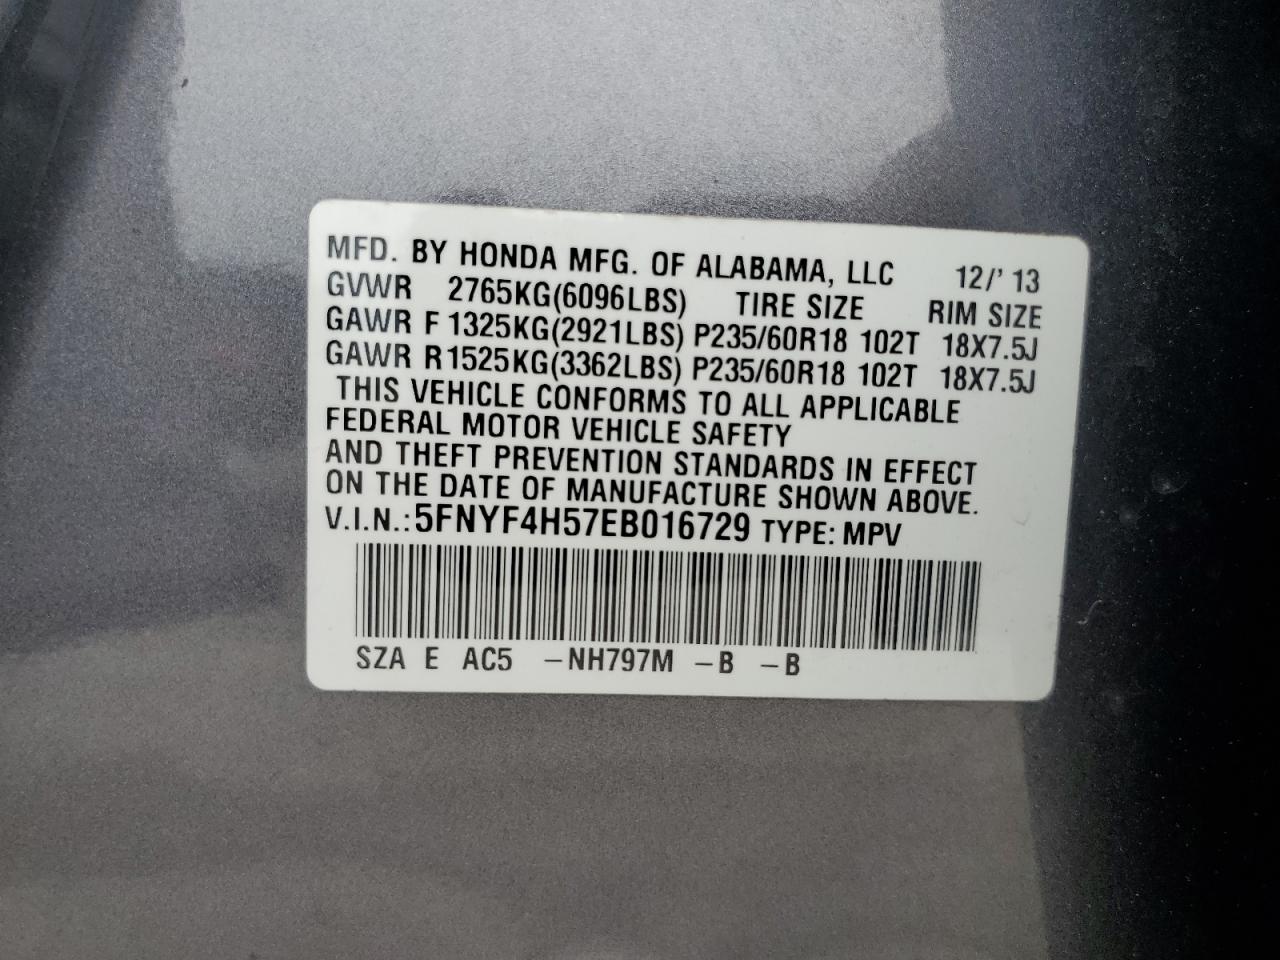 MFD. BY HONDA MFG. OF ALABAMA, LLC 12/' 13
GVWR 2765KG(6096LBS) TIRE SIZE RIM SIZE
GAWR F 1325KG(2921LBS) P235/60R18 102T 18X7.5J
GAWR R 1525KG(3362LBS) P235/60R18 102T 18X7.5J
THIS VEHICLE CONFORMS TO ALL APPLICABLE
FEDERAL MOTOR VEHICLE SAFETY
AND THEFT PREVENTION STANDARDS IN EFFECT
ON THE DATE OF MANUFACTURE SHOWN ABOVE.
V.I.N.: 5FNYF4H57EB016729 TYPE: MPV
SZA E AC5 -NH797M -B -B